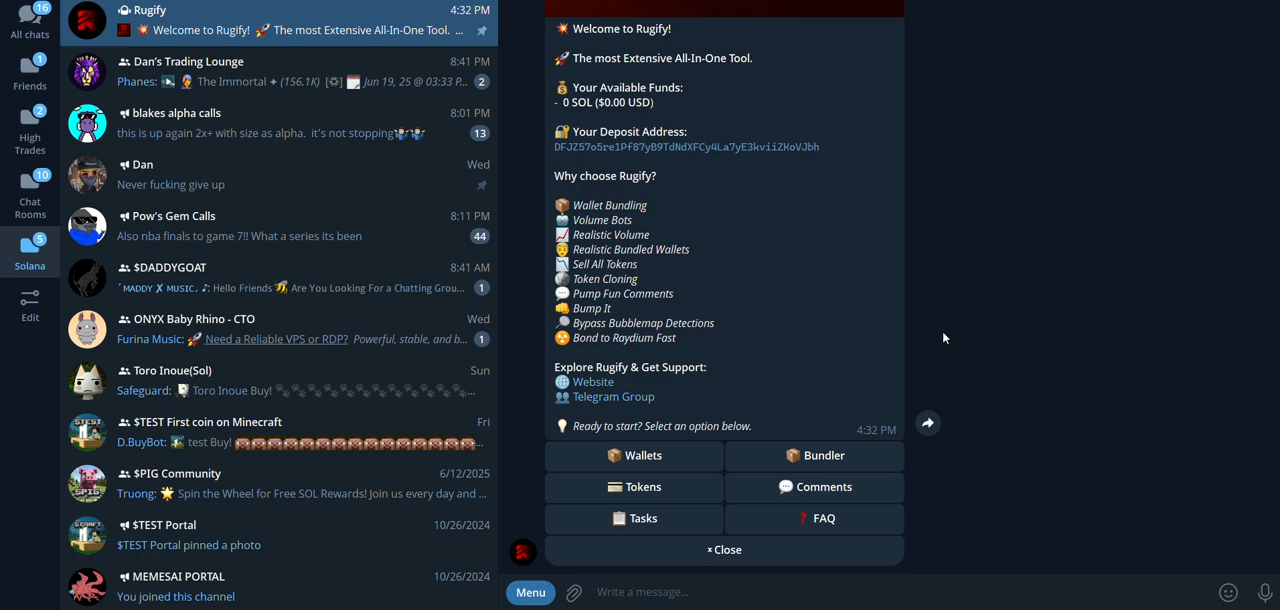 16
All chats
1
Friends
2
High
Trades
10
Chat
Rooms
5
Solana
Edit
Rugify 4:32 PM
Welcome to Rugify! 🚀 The most Extensive All-In-One Tool. ...
Dan's Trading Lounge 8:41 PM
Phanes: The Immortal ✦ (156.1K) [♻] Jun 19, 25 @ 03:33 P... 2
blakes alpha calls 8:01 PM
this is up again 2x+ with size as alpha. it's not stopping 13
Dan Wed
Never fucking give up
Pow's Gem Calls 8:11 PM
Also nba finals to game 7!! What a series its been 44
$DADDYGOAT 8:41 AM
ᴍᴀᴅᴅʏ ✗ ᴍᴜsɪᴄ: Hello Friends Are You Looking For a Chatting Grou... 1
ONYX Baby Rhino - CTO Wed
Furina Music: 🚀 Need a Reliable VPS or RDP? Powerful, stable, and b... 1
Toro Inoue(Sol) Sun
Safeguard: Toro Inoue Buy! 🐾🐾🐾🐾🐾🐾🐾🐾🐾🐾🐾🐾...
$TEST First coin on Minecraft Fri
D.BuyBot: test Buy! ...
$PIG Community 6/12/2025
Truong: 🌟 Spin the Wheel for Free SOL Rewards! Join us every day and ...
$TEST Portal 10/26/2024
$TEST Portal pinned a photo
MEMESAI PORTAL 10/26/2024
You joined this channel
💥 Welcome to Rugify!
🚀 The most Extensive All-In-One Tool.
💰 Your Available Funds:
- 0 SOL ($0.00 USD)
🔐 Your Deposit Address:
DFJZ57o5re1Pf87yB9TdNdXFCy4La7yE3kviiZKoVJbh
Why choose Rugify?
📦 Wallet Bundling
Volume Bots
📈 Realistic Volume
Realistic Bundled Wallets
📉 Sell All Tokens
Token Cloning
💬 Pump Fun Comments
👊 Bump It
🔎 Bypass Bubblemap Detections
☢️ Bond to Raydium Fast
Explore Rugify & Get Support:
🌐 Website
👥 Telegram Group
💡 Ready to start? Select an option below.
4:32 PM
📦 Wallets
📦 Bundler
💳 Tokens
💬 Comments
📋 Tasks
❓ FAQ
× Close
Menu
Write a message...